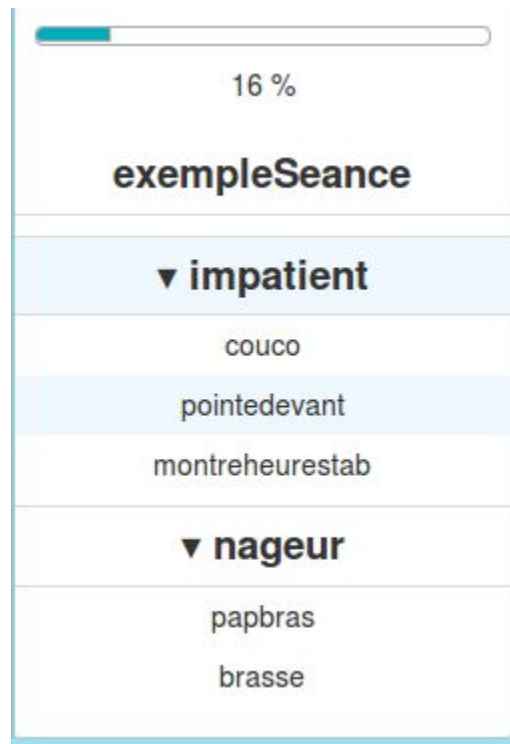 16 %
exempleSeance
▾ impatient
couco
pointedevant
montreheurestab
▾ nageur
papbras
brasse